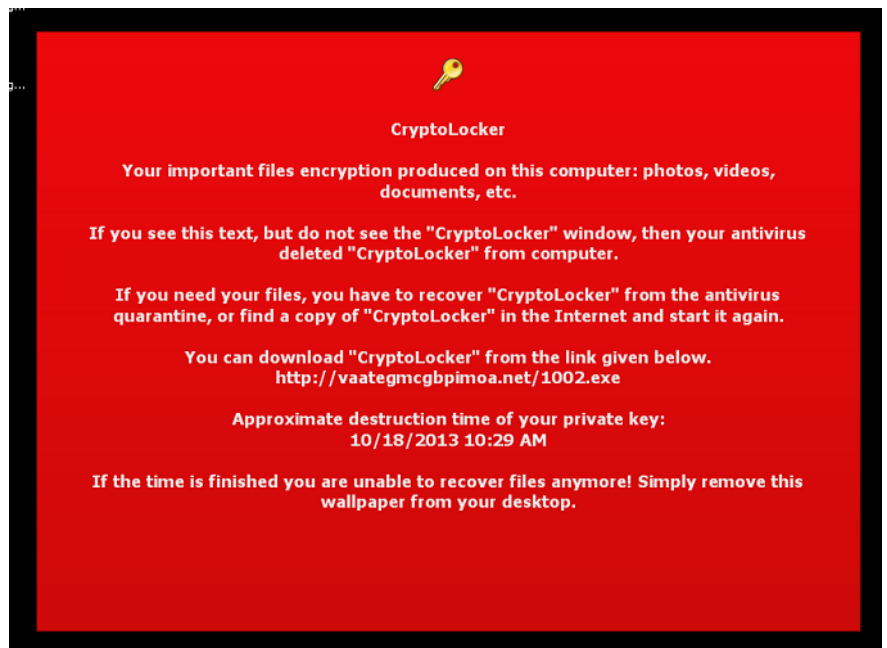 g...
CryptoLocker
Your important files encryption produced on this computer: photos, videos,
documents, etc.
If you see this text, but do not see the "CryptoLocker" window, then your antivirus
deleted "CryptoLocker" from computer.
If you need your files, you have to recover "CryptoLocker" from the antivirus
quarantine, or find a copy of "CryptoLocker" in the Internet and start it again.
You can download "CryptoLocker" from the link given below.
http://vaategmcgbpimoa.net/1002.exe
Approximate destruction time of your private key:
10/18/2013 10:29 AM
If the time is finished you are unable to recover files anymore! Simply remove this
wallpaper from your desktop.